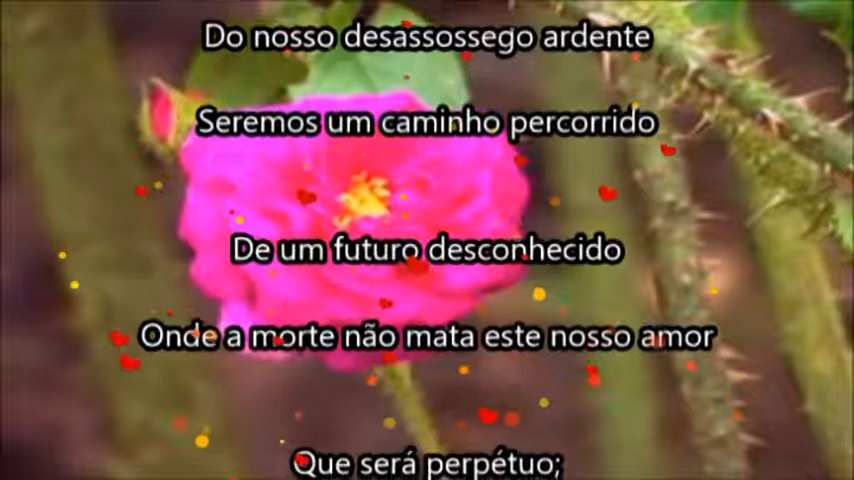 Do nosso desassossego ardente
Seremos um caminho percorrido
De um futuro desconhecido
Onde a morte não mata este nosso amor
Que será perpétuo;